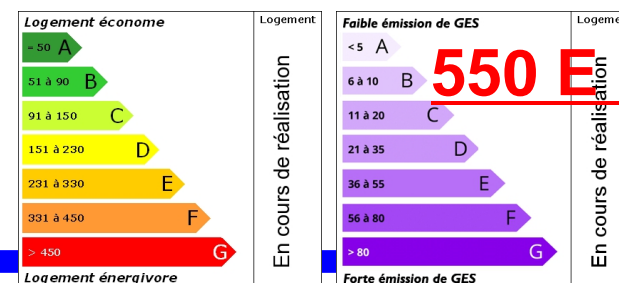 Logement économe
Logement
= 50 A
51 à 90 B
91 à 150 C
151 à 230 D
231 à 330 E
331 à 450 F
> 450 G
Logement énergivore
En cours de réalisation
Faible émission de GES
Logeme
< 5 A
6 à 10 B
11 à 20 C
21 à 35 D
36 à 55 E
56 à 80 F
> 80 G
Forte émission de GES
En cours de réalisation
550 E